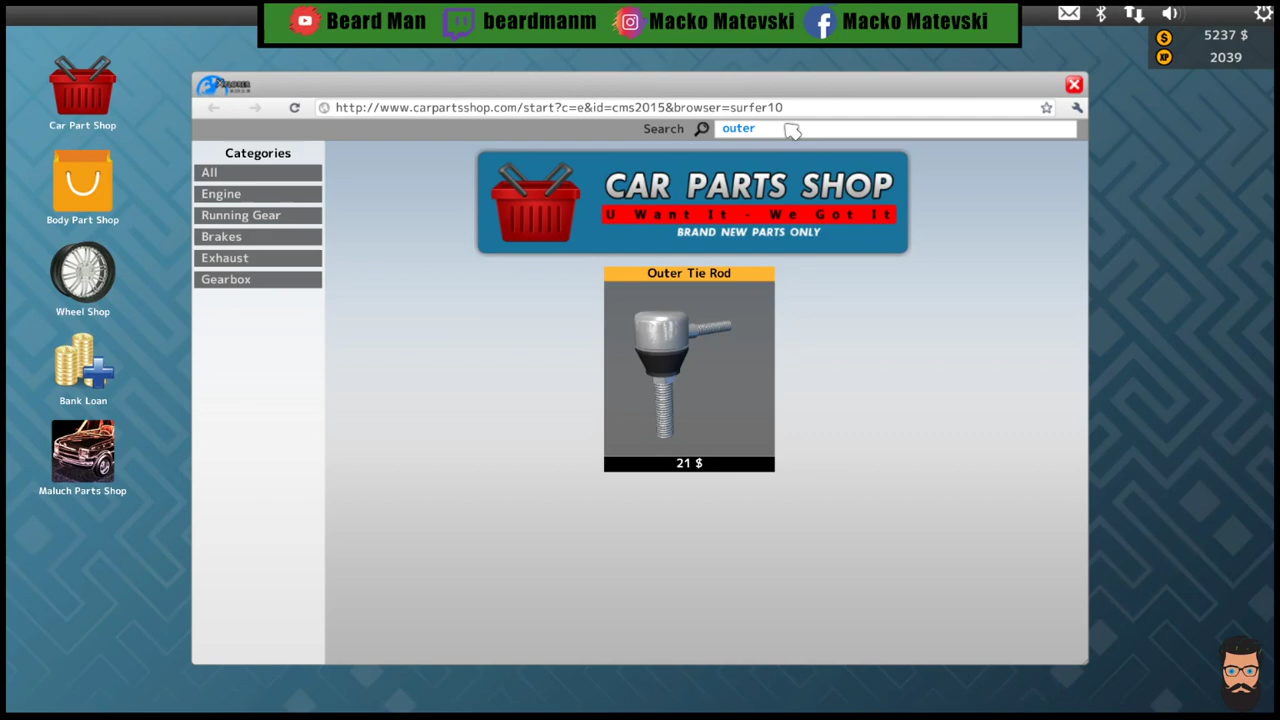 Beard Man beardmanm Macko Matevski Macko Matevski
5237 $
XP 2039
Car Part Shop
Body Part Shop
Wheel Shop
Bank Loan
Maluch Parts Shop
http://www.carpartsshop.com/start?c=e&id=cms2015&browser=surfer10
Search outer
Categories
All
Engine
Running Gear
Brakes
Exhaust
Gearbox
CAR PARTS SHOP
U Want It - We Got It
BRAND NEW PARTS ONLY
Outer Tie Rod
21 $